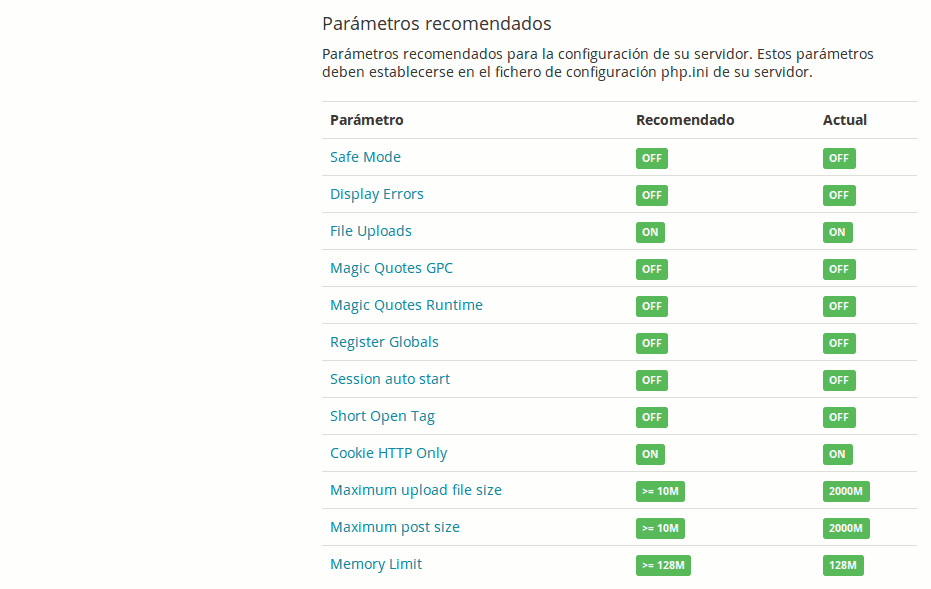 Parámetros recomendados
Parámetros recomendados para la configuración de su servidor. Estos parámetros
deben establecerse en el fichero de configuración php.ini de su servidor.
Parámetro Recomendado Actual
Safe Mode OFF OFF
Display Errors OFF OFF
File Uploads ON ON
Magic Quotes GPC OFF OFF
Magic Quotes Runtime OFF OFF
Register Globals OFF OFF
Session auto start OFF OFF
Short Open Tag OFF OFF
Cookie HTTP Only ON ON
Maximum upload file size >= 10M 2000M
Maximum post size >= 10M 2000M
Memory Limit >= 128M 128M